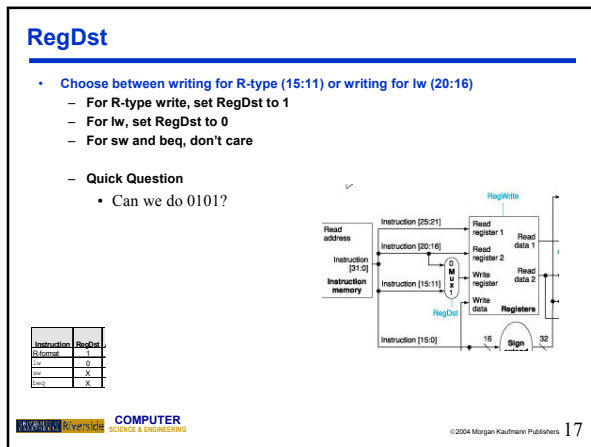 RegDst
• Choose between writing for R-type (15:11) or writing for lw (20:16)
– For R-type write, set RegDst to 1
– For lw, set RegDst to 0
– For sw and beq, don't care
– Quick Question
• Can we do 0101?
RegWrite
Read address
Instruction [31:0]
Instruction memory
Instruction [25:21]
Instruction [20:16]
Instruction [15:11]
Instruction [15:0]
0
M
u
x
1
RegDst
Read register 1
Read register 2
Write register
Write data
Read data 1
Read data 2
Registers
16
Sign
32
Instruction RegDst
R-format 1
lw 0
sw X
beq X
Riverside
COMPUTER
SCIENCE & ENGINEERING
©2004 Morgan Kaufmann Publishers 17